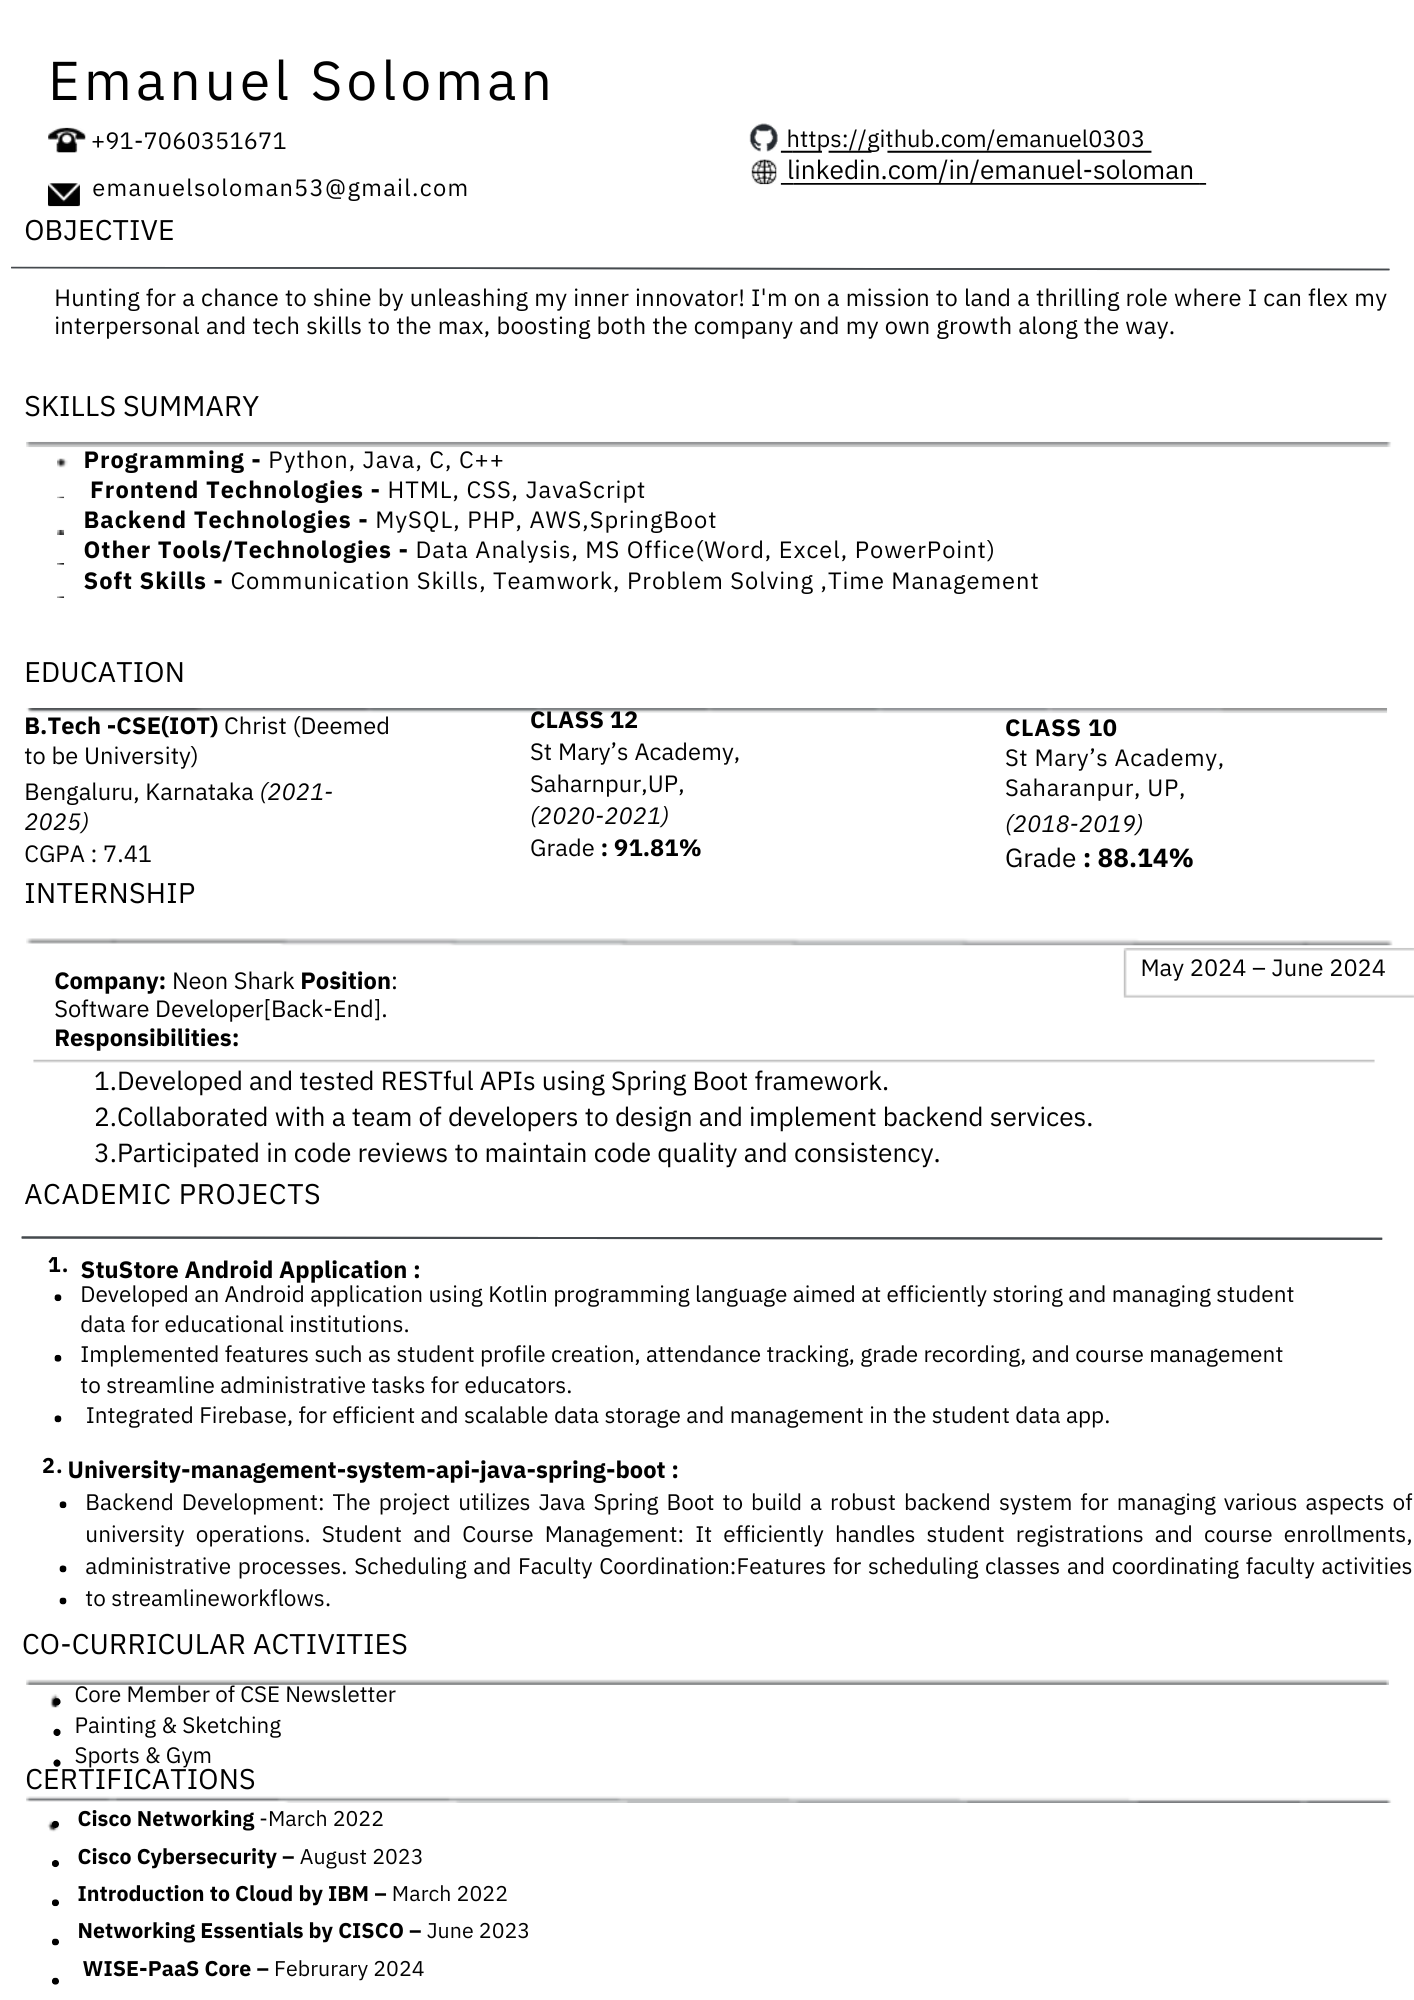 Emanuel Soloman
+91-7060351671
https://github.com/emanuel0303
linkedin.com/in/emanuel-soloman
emanuelsoloman53@gmail.com
OBJECTIVE
Hunting for a chance to shine by unleashing my inner innovator! I'm on a mission to land a thrilling role where I can flex my
interpersonal and tech skills to the max, boosting both the company and my own growth along the way.
SKILLS SUMMARY
Programming - Python, Java, C, C++
Frontend Technologies - HTML, CSS, JavaScript
Backend Technologies - MySQL, PHP, AWS,SpringBoot
Other Tools/Technologies - Data Analysis, MS Office(Word, Excel, PowerPoint)
Soft Skills - Communication Skills, Teamwork, Problem Solving ,Time Management
EDUCATION
B.Tech -CSE(IOT) Christ (Deemed
to be University)
Bengaluru, Karnataka (2021-
2025)
CGPA : 7.41
CLASS 12
St Mary’s Academy,
Saharnpur,UP,
(2020-2021)
Grade : 91.81%
CLASS 10
St Mary’s Academy,
Saharanpur, UP,
(2018-2019)
Grade : 88.14%
INTERNSHIP
May 2024 – June 2024
Company: Neon Shark Position:
Software Developer[Back-End].
Responsibilities:
1.Developed and tested RESTful APIs using Spring Boot framework.
2.Collaborated with a team of developers to design and implement backend services.
3.Participated in code reviews to maintain code quality and consistency.
ACADEMIC PROJECTS
1. StuStore Android Application :
• Developed an Android application using Kotlin programming language aimed at efficiently storing and managing student
data for educational institutions.
• Implemented features such as student profile creation, attendance tracking, grade recording, and course management
to streamline administrative tasks for educators.
• Integrated Firebase, for efficient and scalable data storage and management in the student data app.
2. University-management-system-api-java-spring-boot :
• Backend Development: The project utilizes Java Spring Boot to build a robust backend system for managing various aspects of
university operations. Student and Course Management: It efficiently handles student registrations and course enrollments,
• administrative processes. Scheduling and Faculty Coordination:Features for scheduling classes and coordinating faculty activities
• to streamlineworkflows.
CO-CURRICULAR ACTIVITIES
• Core Member of CSE Newsletter
• Painting & Sketching
• Sports & Gym
CERTIFICATIONS
• Cisco Networking -March 2022
• Cisco Cybersecurity – August 2023
• Introduction to Cloud by IBM – March 2022
• Networking Essentials by CISCO – June 2023
• WISE-PaaS Core – Februrary 2024